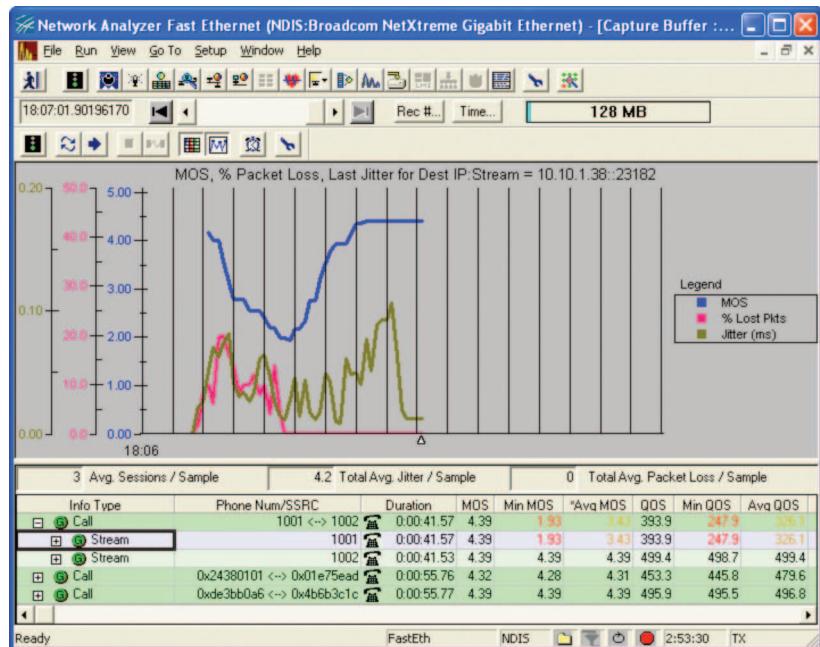 Network Analyzer Fast Ethernet (NDIS:Broadcom NetXtreme Gigabit Ethernet) - [Capture Buffer :...
File Run View Go To Setup Window Help
18:07:01.90196170 Rec #... Time... 128 MB
MOS, % Packet Loss, Last Jitter for Dest IP:Stream = 10.10.1.38::23182
0.20 50.0 5.00
40.0 4.00
30.0 3.00
0.10
20.0 2.00
10.0 1.00
0.00 0.0 0.00
18:06
Legend
MOS
% Lost Pkts
Jitter (ms)
3 Avg. Sessions / Sample 4.2 Total Avg. Jitter / Sample 0 Total Avg. Packet Loss / Sample
Info Type Phone Num/SSRC Duration MOS Min MOS *Avg MOS QOS Min QOS Avg QOS
Call 1001 <--> 1002 0:00:41.57 4.39 1.93 3.43 393.9 247.9 326.1
Stream 1001 0:00:41.57 4.39 1.93 3.43 393.9 247.9 326.1
Stream 1002 0:00:41.53 4.39 4.39 4.39 499.4 498.7 499.4
Call 0x24380101 <--> 0x01e75ead 0:00:55.76 4.32 4.28 4.31 453.3 445.8 479.6
Call 0xde3bb0a6 <--> 0x4b6b3c1c 0:00:55.77 4.39 4.39 4.39 495.9 495.5 496.8
Ready FastEth NDIS 2:53:30 TX